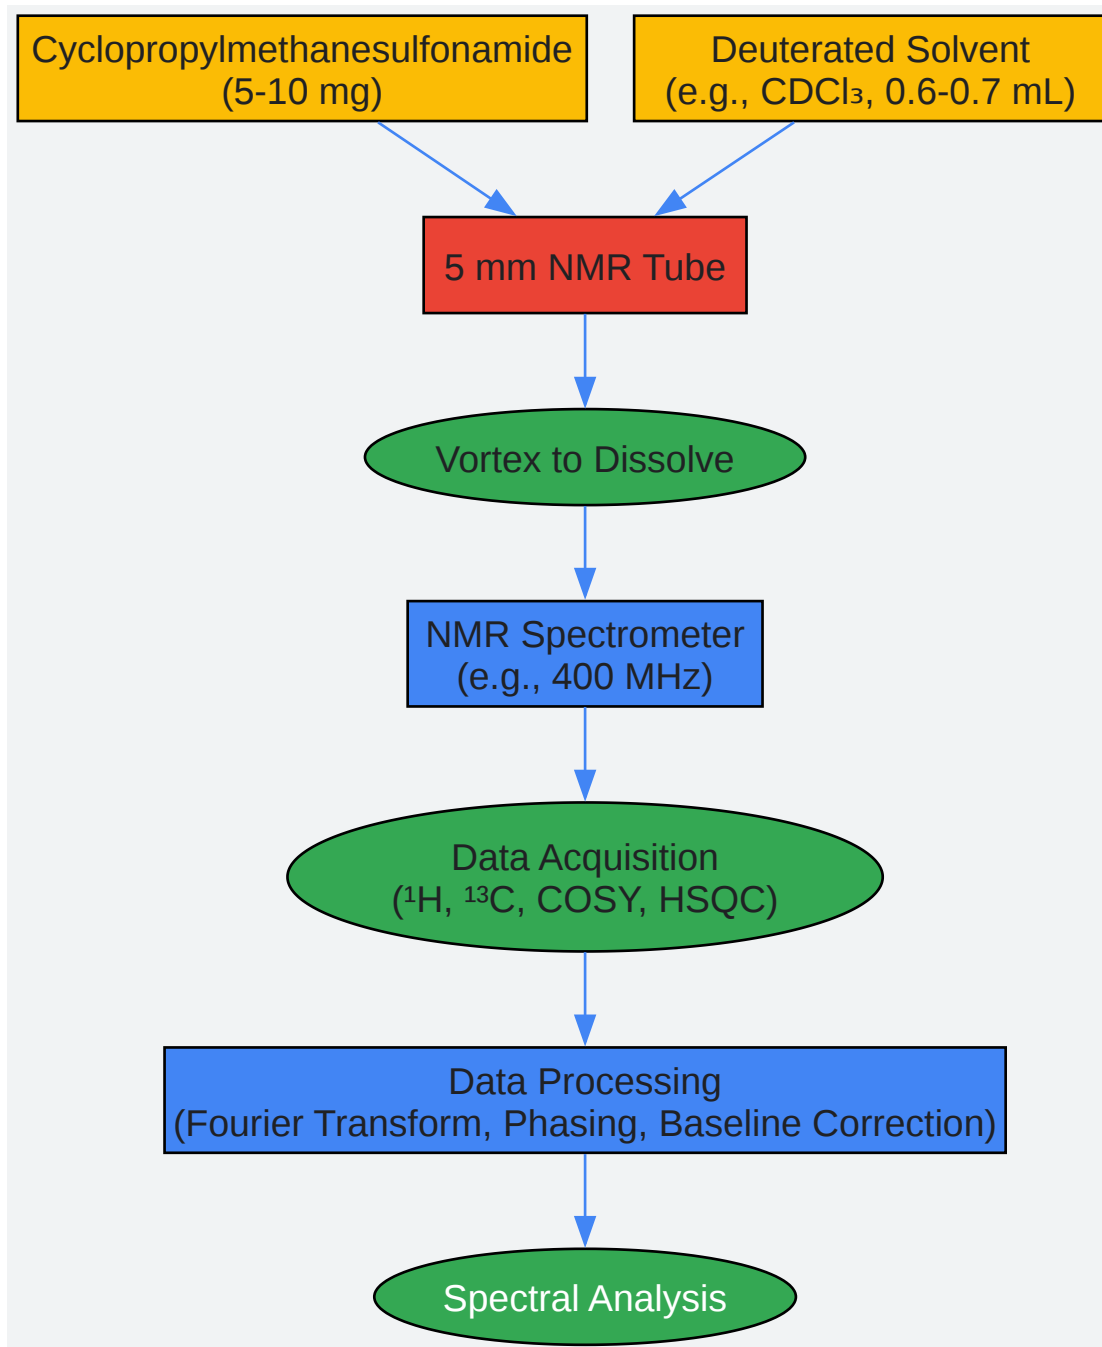 Cyclopropylmethanesulfonamide
(5-10 mg)
Deuterated Solvent
(e.g., CDCl₃, 0.6-0.7 mL)
5 mm NMR Tube
Vortex to Dissolve
NMR Spectrometer
(e.g., 400 MHz)
Data Acquisition
(¹H, ¹³C, COSY, HSQC)
Data Processing
(Fourier Transform, Phasing, Baseline Correction)
Spectral Analysis